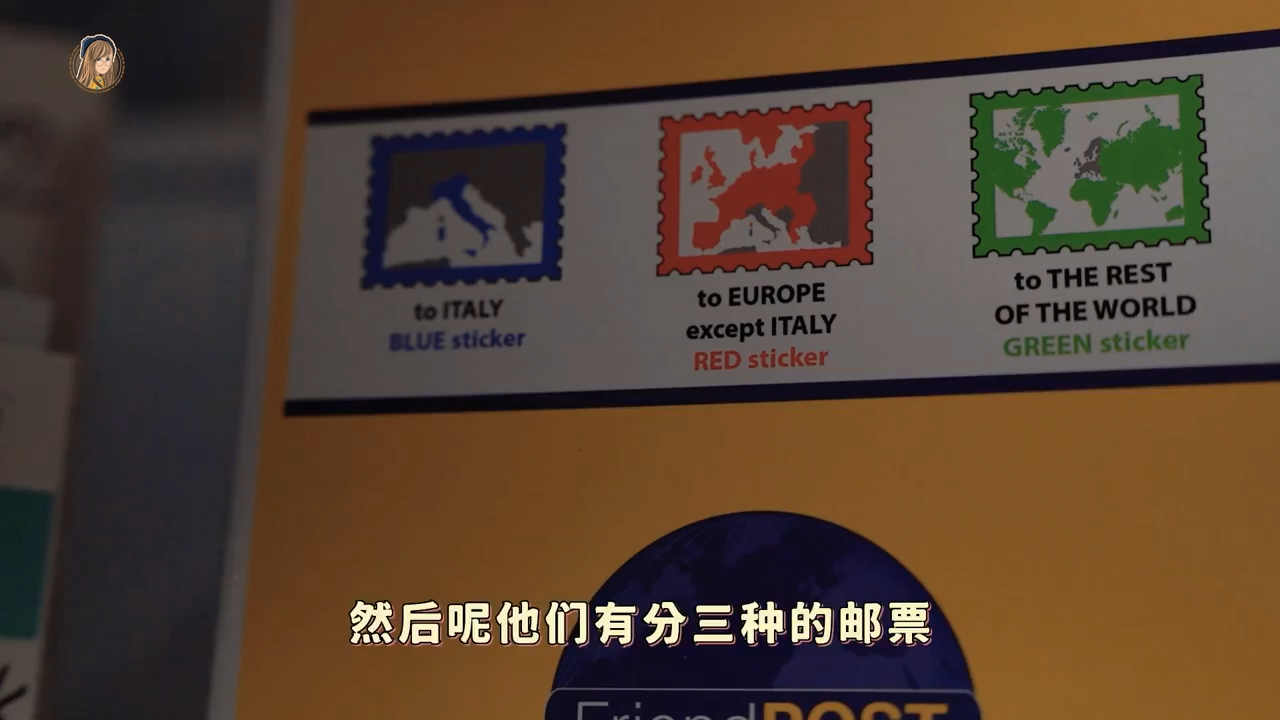 to ITALY
BLUE sticker
to EUROPE
except ITALY
RED sticker
to THE REST
OF THE WORLD
GREEN sticker
然后呢他们有分三种的邮票
FriendPOST